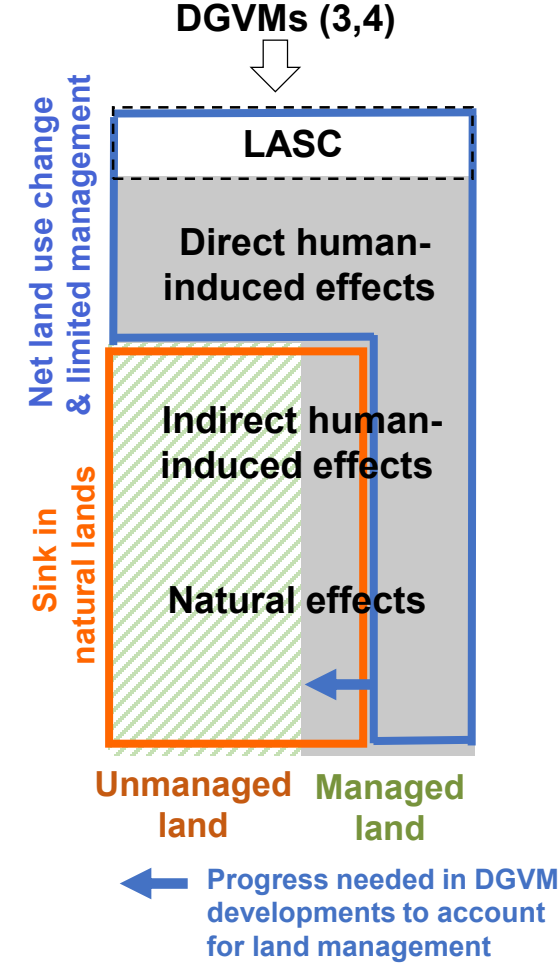 DGVMs (3,4)
Net land use change
& limited management
LASC
Direct human-
induced effects
Indirect human-
induced effects
Sink in
natural lands
Natural effects
Unmanaged
land
Managed
land
Progress needed in DGVM
developments to account
for land management